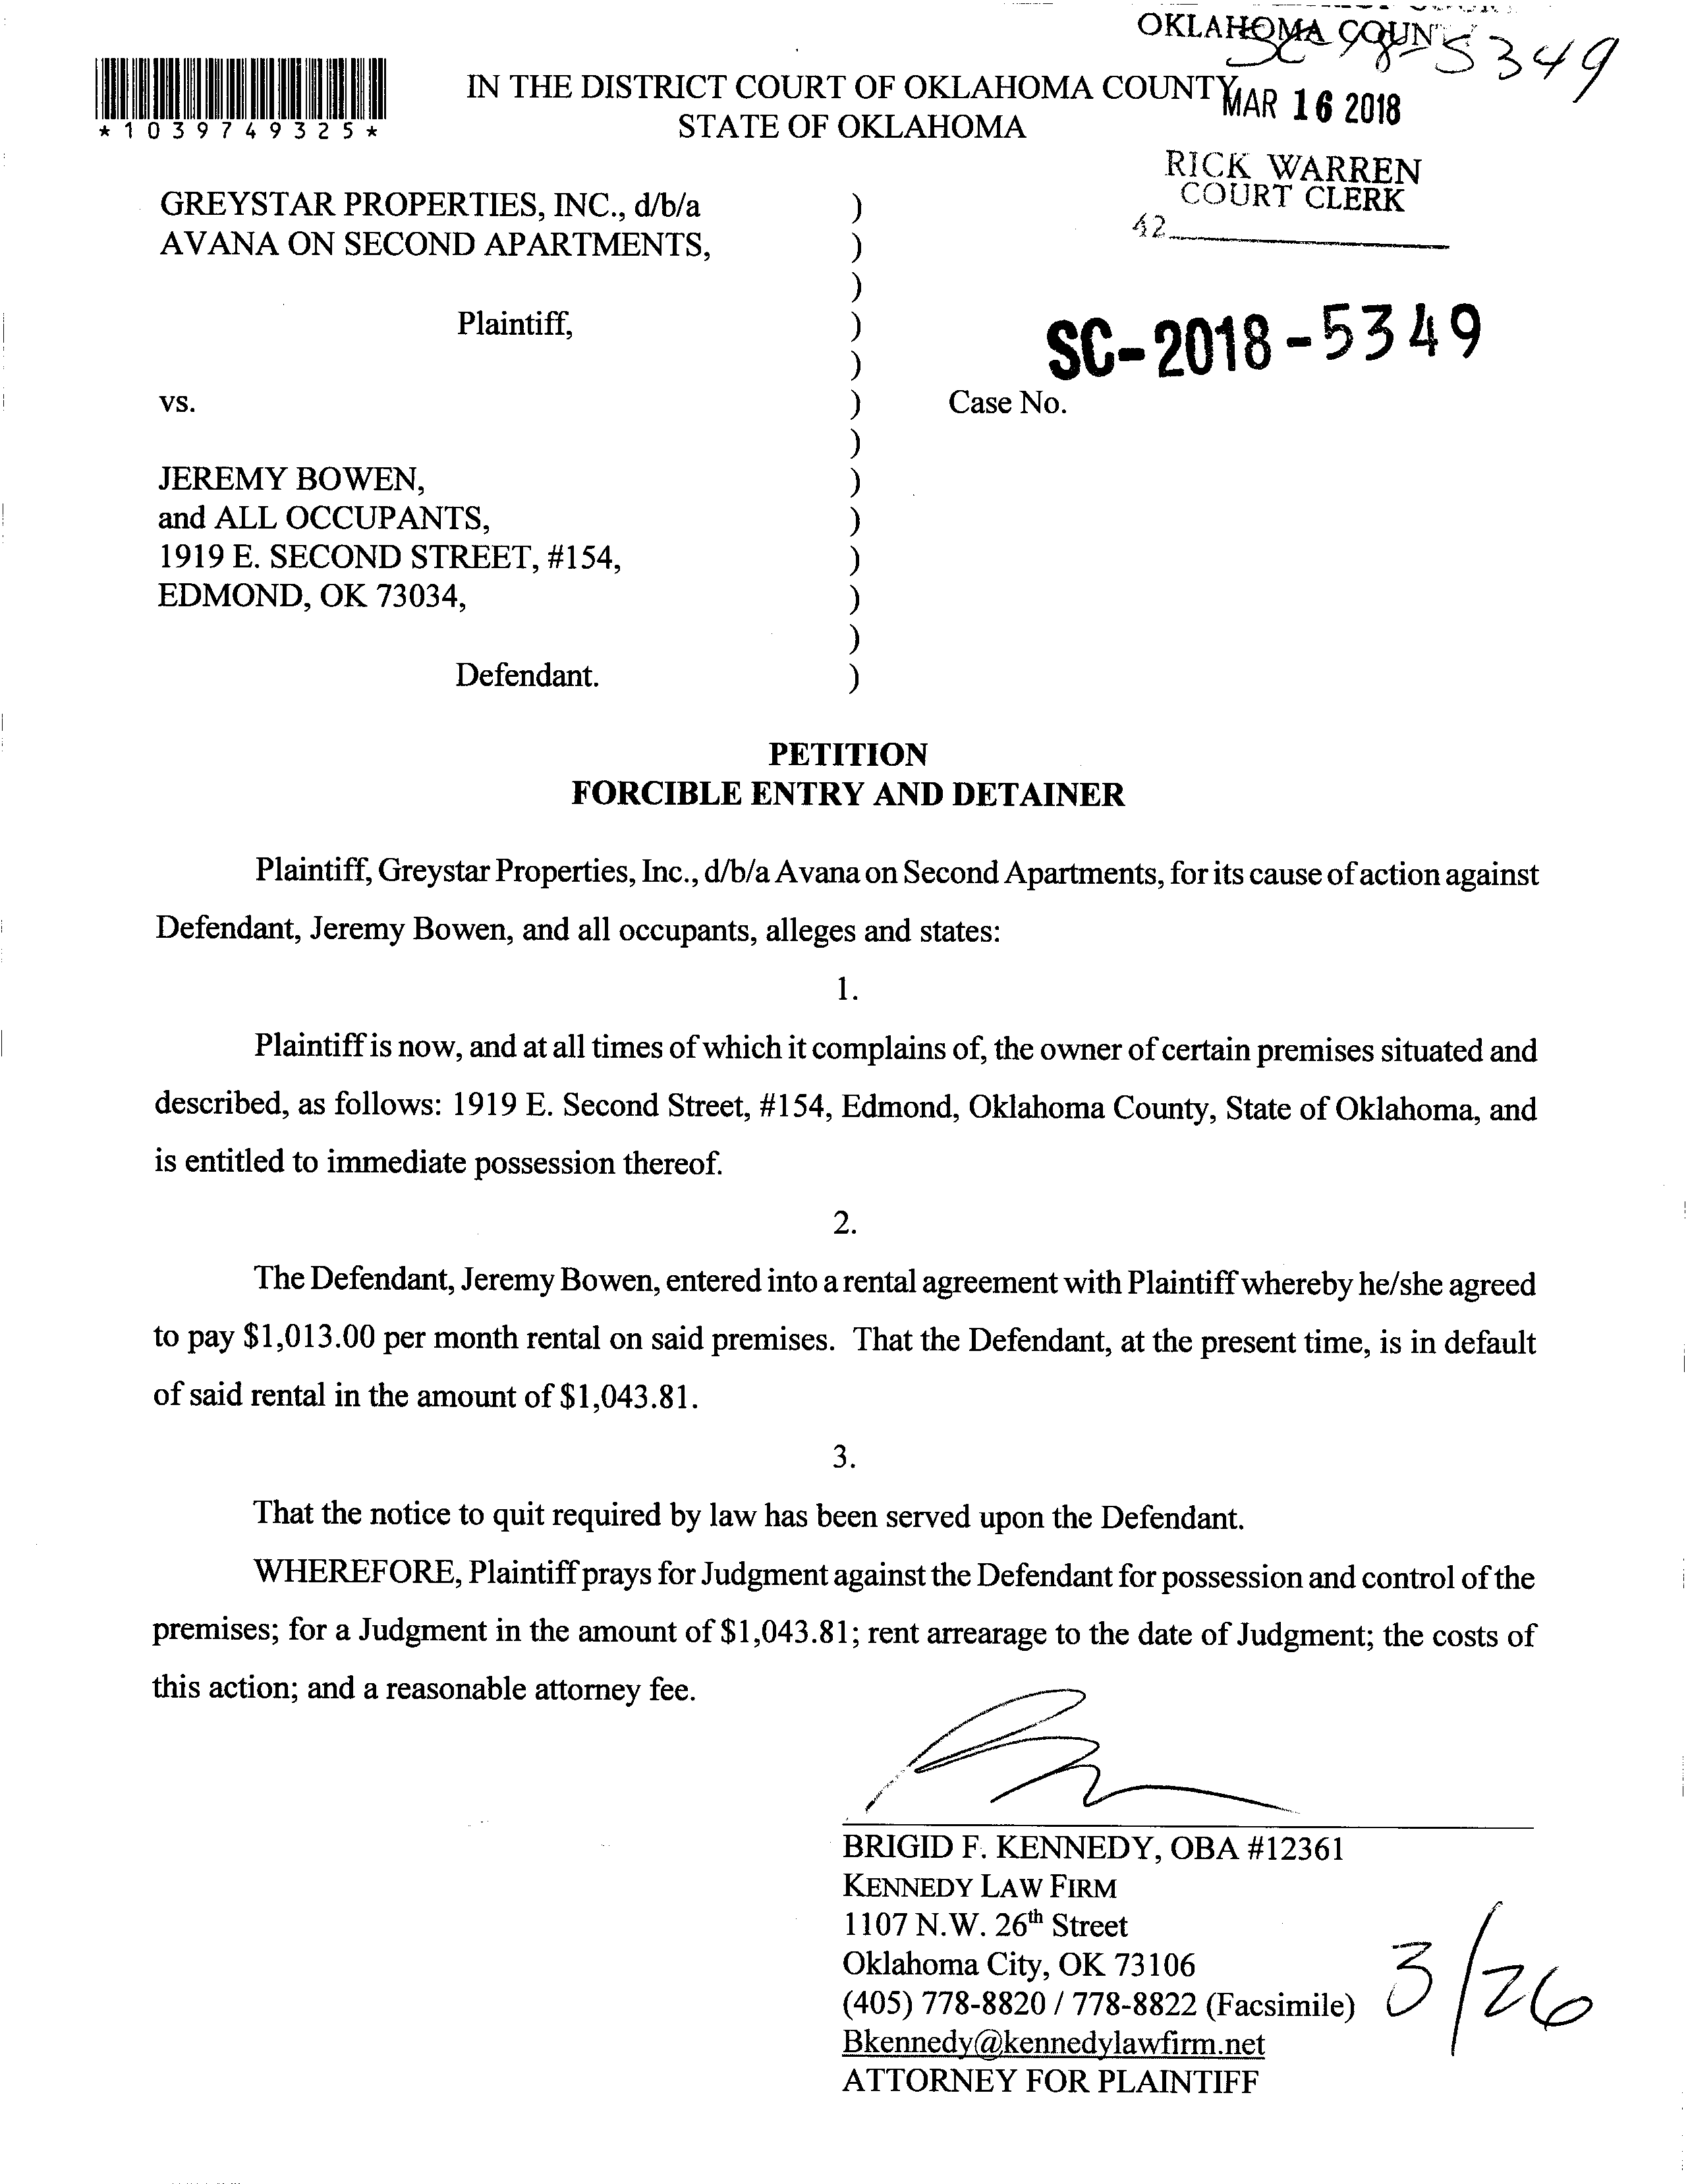 OKLAHOMA COUN
SC 18-5349
*1039749325*
IN THE DISTRICT COURT OF OKLAHOMA COUNTY
STATE OF OKLAHOMA
MAR 16 2018
RICK WARREN
COURT CLERK
42
GREYSTAR PROPERTIES, INC., d/b/a )
AVANA ON SECOND APARTMENTS, )
)
Plaintiff, )
)
SC-2018-5349
vs. ) Case No.
)
JEREMY BOWEN, )
and ALL OCCUPANTS, )
1919 E. SECOND STREET, #154, )
EDMOND, OK 73034, )
)
Defendant. )
PETITION
FORCIBLE ENTRY AND DETAINER
Plaintiff, Greystar Properties, Inc., d/b/a Avana on Second Apartments, for its cause of action against
Defendant, Jeremy Bowen, and all occupants, alleges and states:
1.
Plaintiff is now, and at all times of which it complains of, the owner of certain premises situated and
described, as follows: 1919 E. Second Street, #154, Edmond, Oklahoma County, State of Oklahoma, and
is entitled to immediate possession thereof.
2.
The Defendant, Jeremy Bowen, entered into a rental agreement with Plaintiff whereby he/she agreed
to pay $1,013.00 per month rental on said premises. That the Defendant, at the present time, is in default
of said rental in the amount of $1,043.81.
3.
That the notice to quit required by law has been served upon the Defendant.
WHEREFORE, Plaintiff prays for Judgment against the Defendant for possession and control of the
premises; for a Judgment in the amount of $1,043.81; rent arrearage to the date of Judgment; the costs of
this action; and a reasonable attorney fee.
BRIGID F. KENNEDY, OBA #12361
KENNEDY LAW FIRM
1107 N.W. 26th Street
Oklahoma City, OK 73106
(405) 778-8820 / 778-8822 (Facsimile)
Bkennedy@kennedylawfirm.net
ATTORNEY FOR PLAINTIFF
3/26